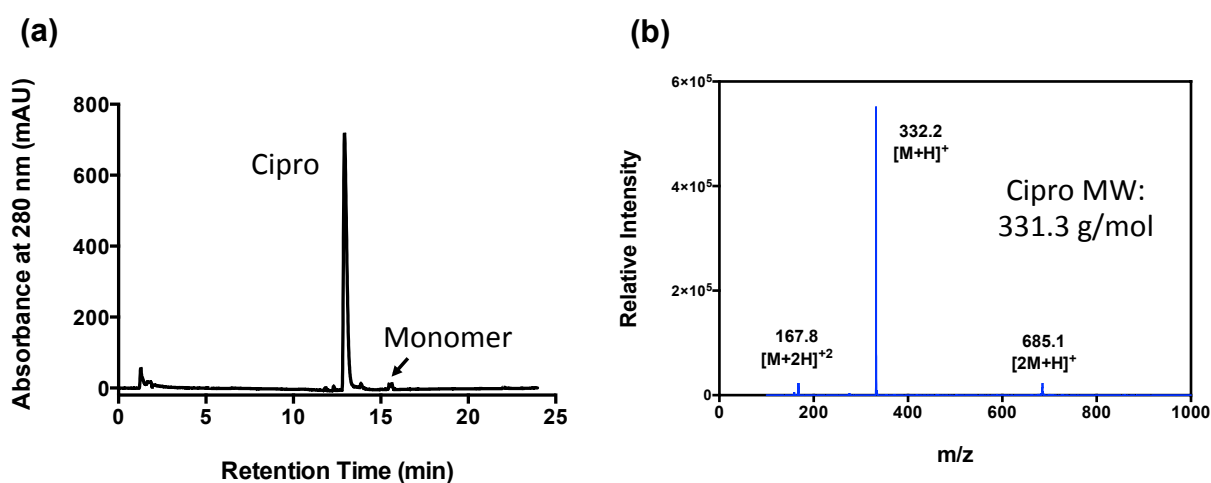 (a)
Absorbance at 280 nm (mAU)
800
600
400
200
0
Cipro
Monomer
0 5 10 15 20 25
Retention Time (min)
(b)
Relative Intensity
6×10⁵
4×10⁵
2×10⁵
0
332.2
[M+H]⁺
Cipro MW:
331.3 g/mol
167.8
[M+2H]⁺²
685.1
[2M+H]⁺
0 200 400 600 800 1000
m/z